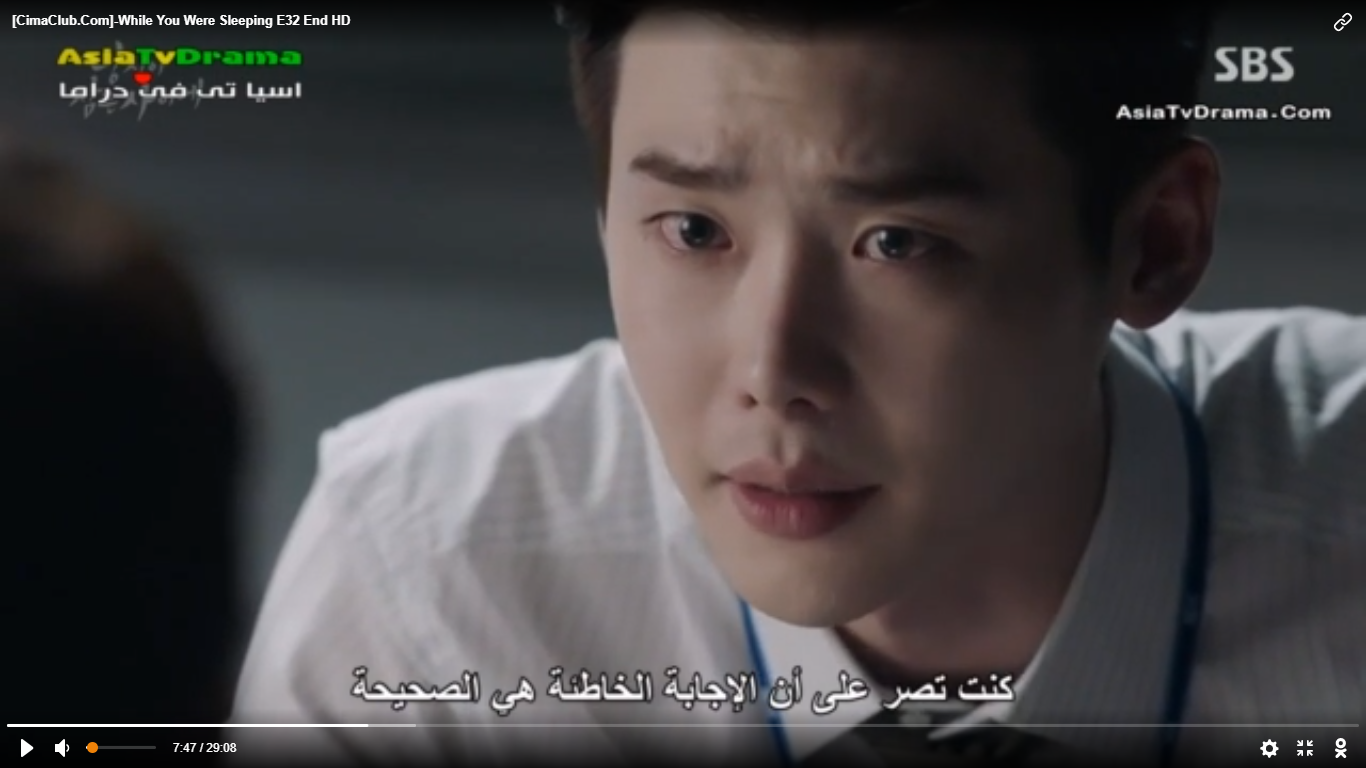 [CimaClub.Com]-While You Were Sleeping E32 End HD
AsiaTvDrama
اسيا تي في دراما
SBS
AsiaTvDrama.Com
كنت تصر على أن الإجابة الخاطئة هي الصحيحة
7:47 / 29:08